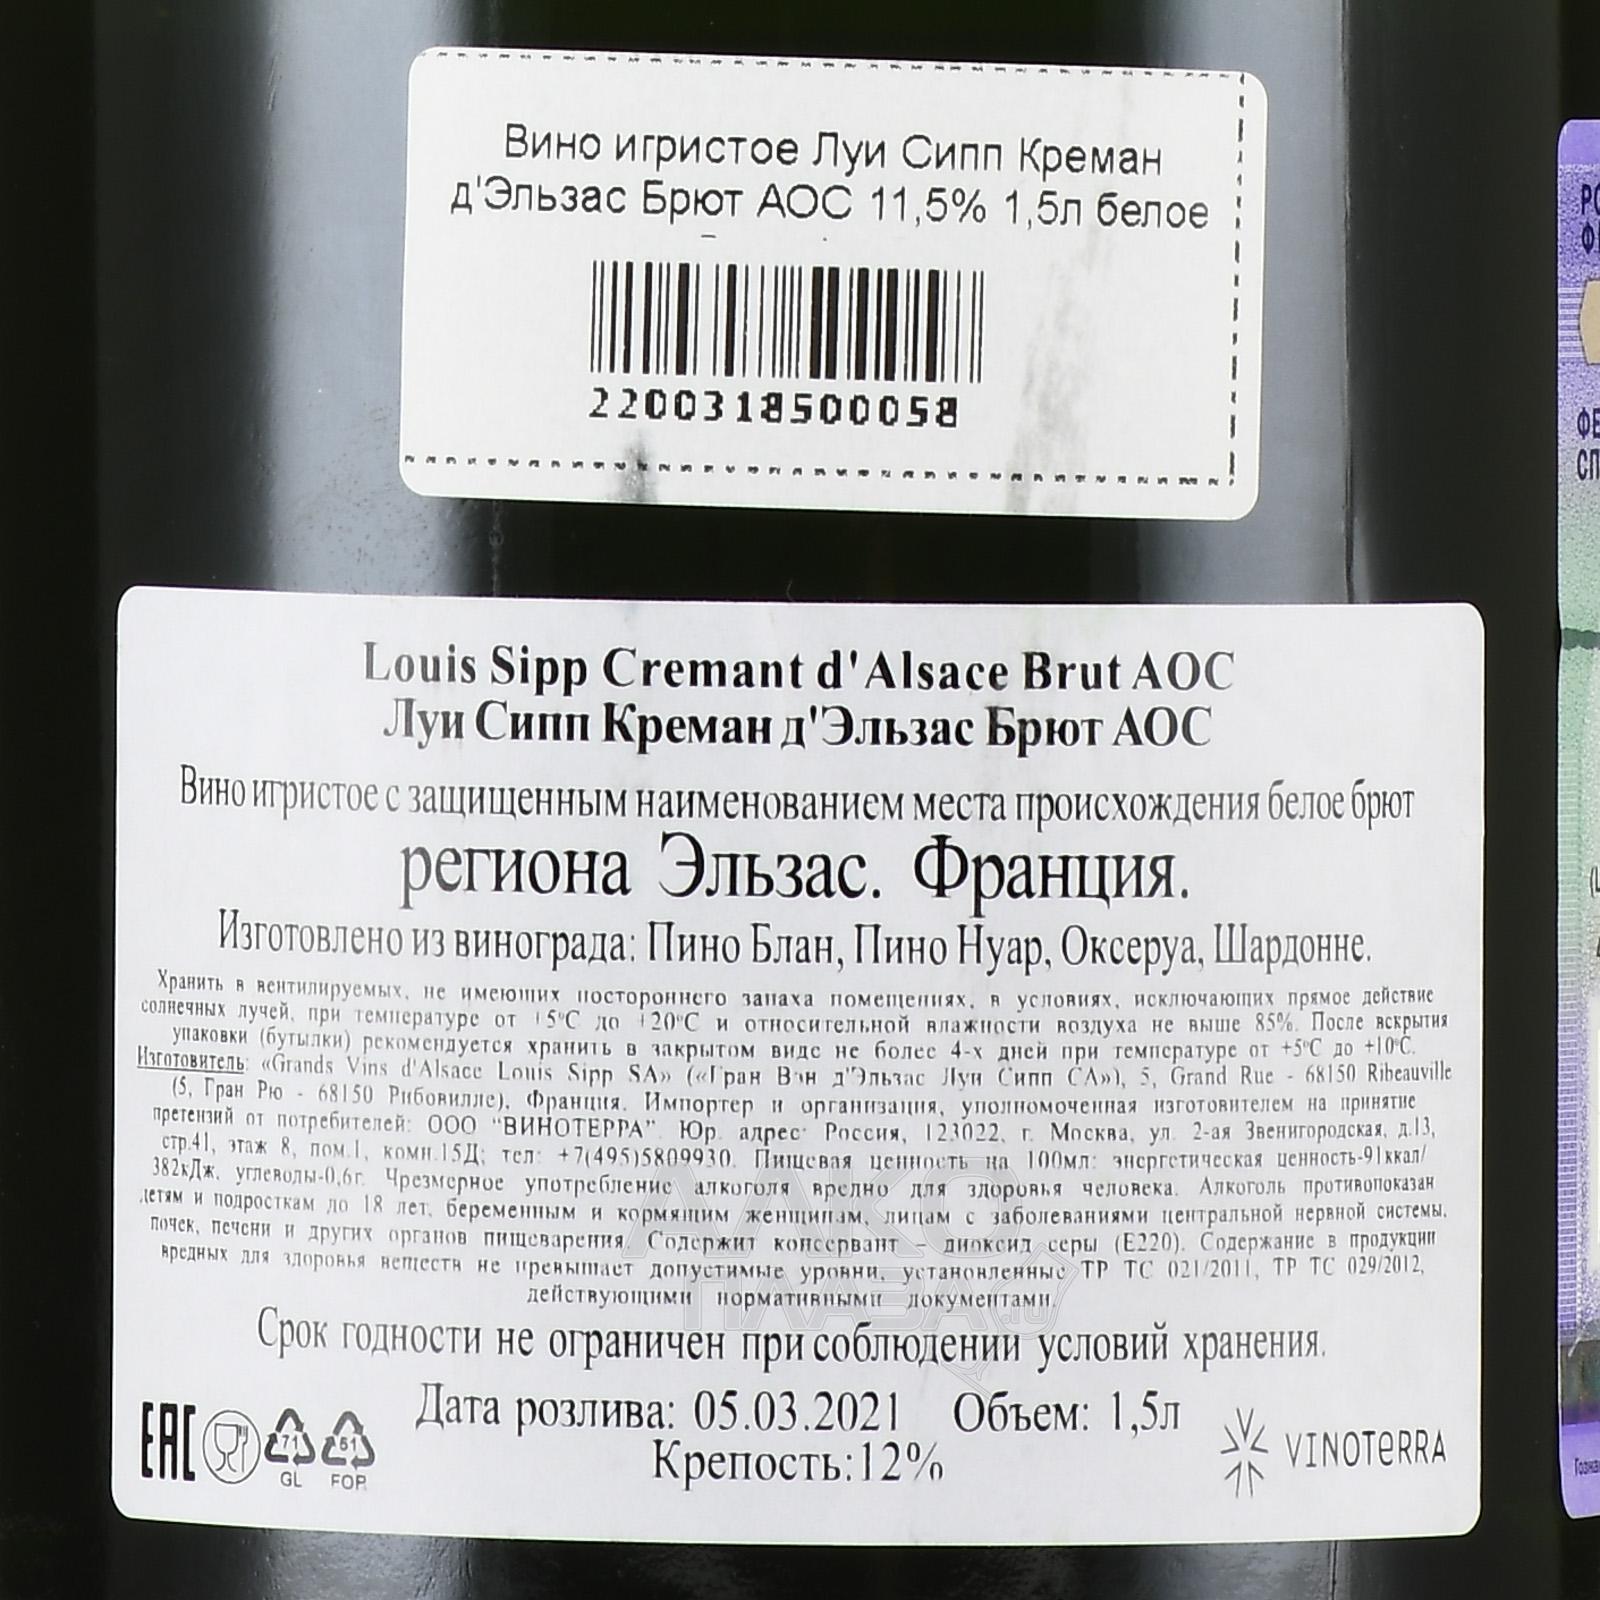 Вино игристое Луи Сипп Креман
д'Эльзас Брют АОС 11,5% 1,5л белое
2200318500058
Louis Sipp Cremant d'Alsace Brut AOC
Луи Сипп Креман д'Эльзас Брют АОС
Вино игристое с защищенным наименованием места происхождения белое брют
региона Эльзас. Франция.
Изготовлено из винограда: Пино Блан, Пино Нуар, Оксеруа, Шардонне.
Хранить в вентилируемых, не имеющих постороннего запаха помещениях, в условиях, исключающих прямое действие
солнечных лучей, при температуре от +5°С до +20°С и относительной влажности воздуха не выше 85%. После вскрытия
упаковки (бутылки) рекомендуется хранить в закрытом виде не более 4-х дней при температуре от +5°С до +10°С.
Изготовитель: «Grands Vins d'Alsace Louis Sipp SA» («Гран Вэн д'Эльзас Луи Сипп СА»), 5, Grand Rue - 68150 Ribeauville
(5, Гран Рю - 68150 Рибовилле), Франция. Импортер и организация, уполномоченная изготовителем на принятие
претензий от потребителей: ООО "ВИНОТЕРРА". Юр. адрес: Россия, 123022, г. Москва, ул. 2-ая Звенигородская, д.13,
стр.41, этаж 8, пом.1, комн.15Д; тел: +7(495)5809930. Пищевая ценность на 100мл: энергетическая ценность-91ккал/
382кДж, углеводы-0,6г. Чрезмерное употребление алкоголя вредно для здоровья человека. Алкоголь противопоказан
детям и подросткам до 18 лет, беременным и кормящим женщинам, лицам с заболеваниями центральной нервной системы,
почек, печени и других органов пищеварения. Содержит консервант – диоксид серы (Е220). Содержание в продукции
вредных для здоровья веществ не превышает допустимые уровни, установленные ТР ТС 021/2011, ТР ТС 029/2012,
действующими нормативными документами.
Срок годности не ограничен при соблюдении условий хранения.
Дата розлива: 05.03.2021 Объем: 1,5л
Крепость:12%
EAC
71
GL
51
FOP
VINOTERRA
АЛКО
ПЛАЗА.ru